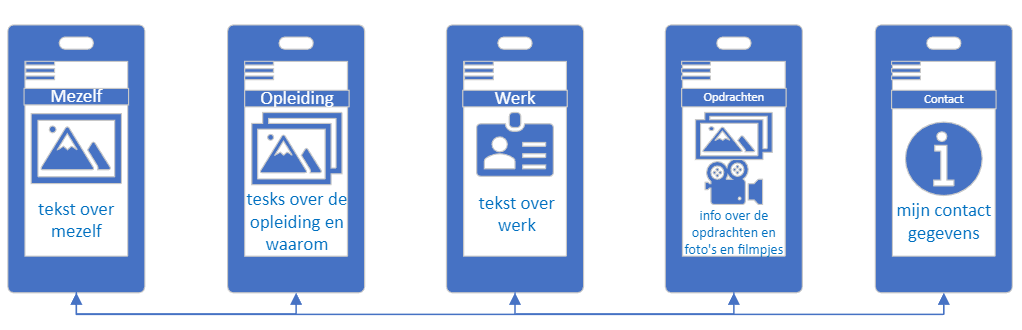 Mezelf
tekst over
mezelf
Opleiding
tesks over de
opleiding en
waarom
Werk
tekst over
werk
Opdrachten
info over de
opdrachten en
foto's en filmpjes
Contact
mijn contact
gegevens